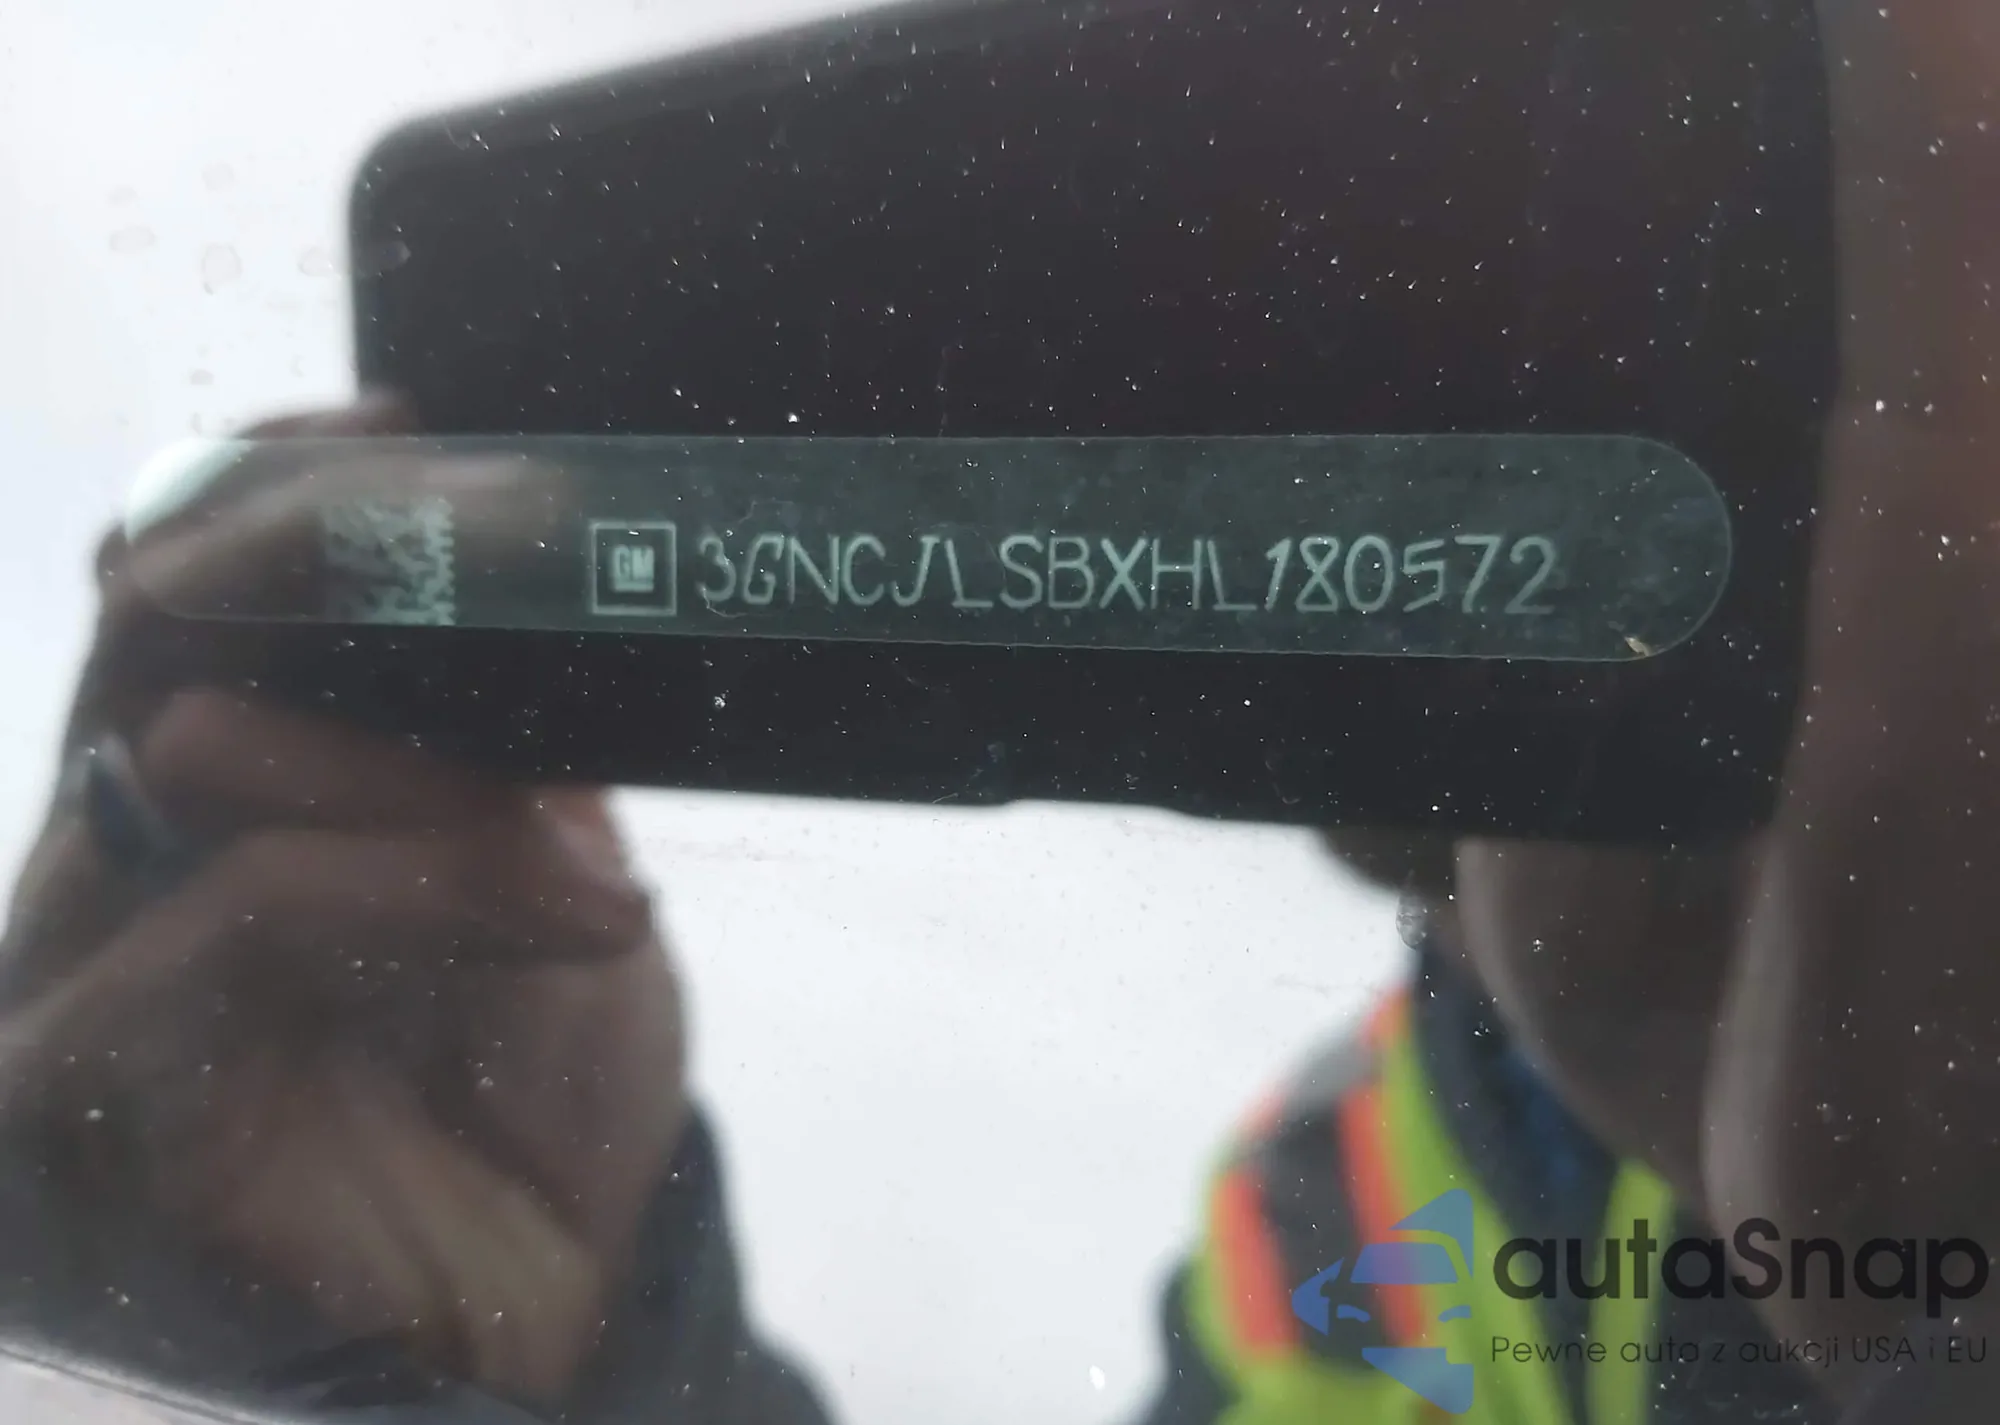 GM 3GNCJLSBXHL180572
autaSnap
Pewne auta z aukcji USA i EU